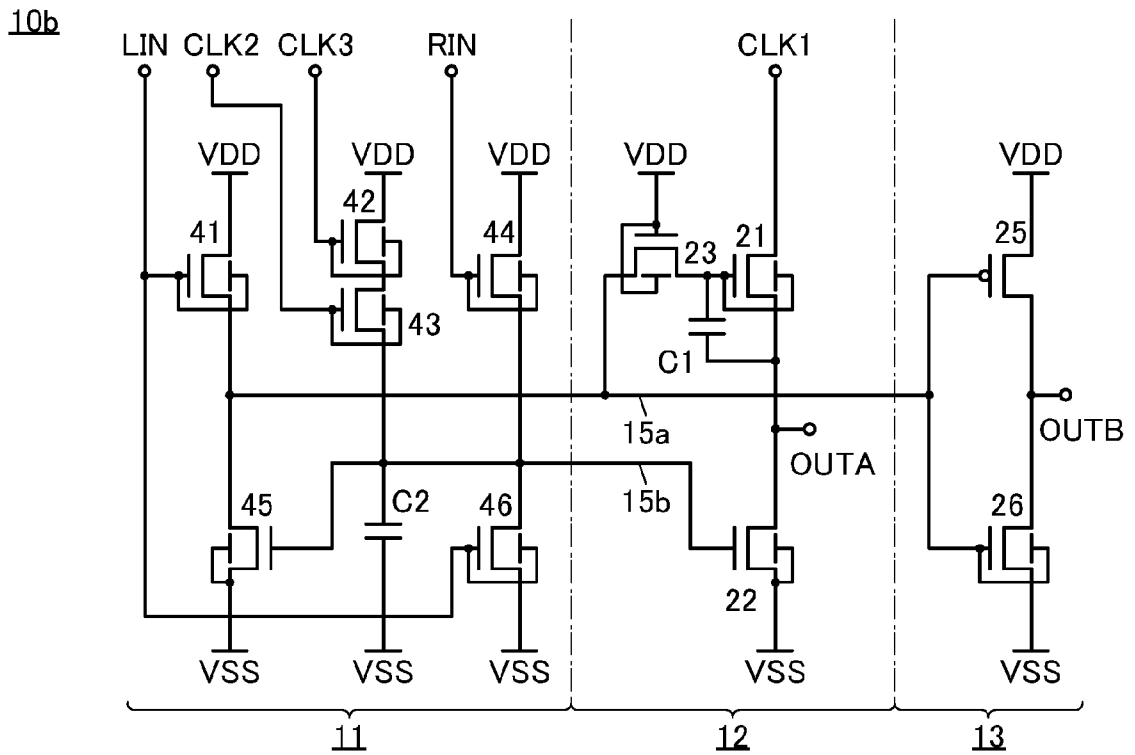 10b
LIN CLK2 CLK3 RIN CLK1
VDD VDD VDD VDD VDD
41 42 44 23 21 25
43
C1
15a
OUTA
OUTB
15b
45 C2 46 26
22
VSS VSS VSS VSS VSS
11 12 13